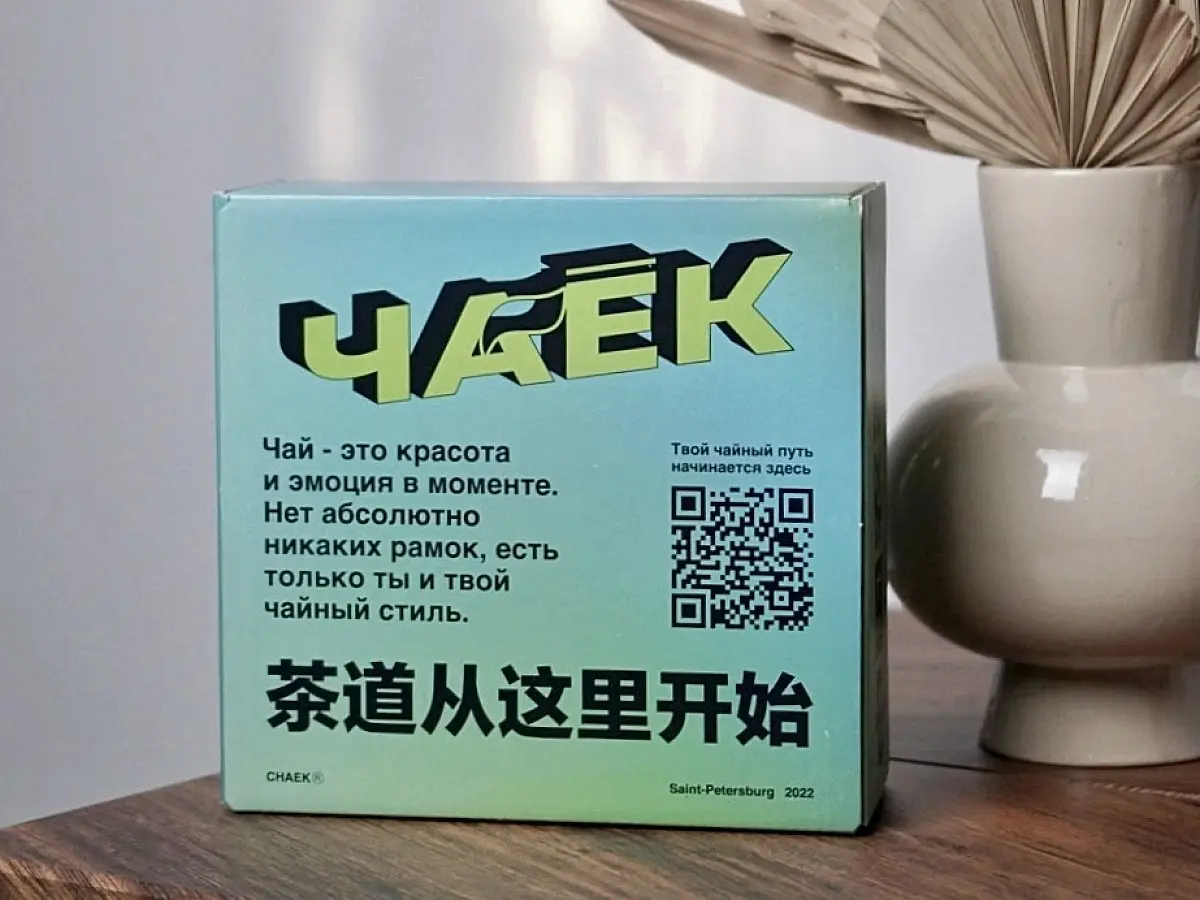 ЧАЁК
Чай - это красота
и эмоция в моменте.
Нет абсолютно
никаких рамок, есть
только ты и твой
чайный стиль.
Твой чайный путь
начинается здесь
茶道从这里开始
CHAEK®
Saint-Petersburg 2022